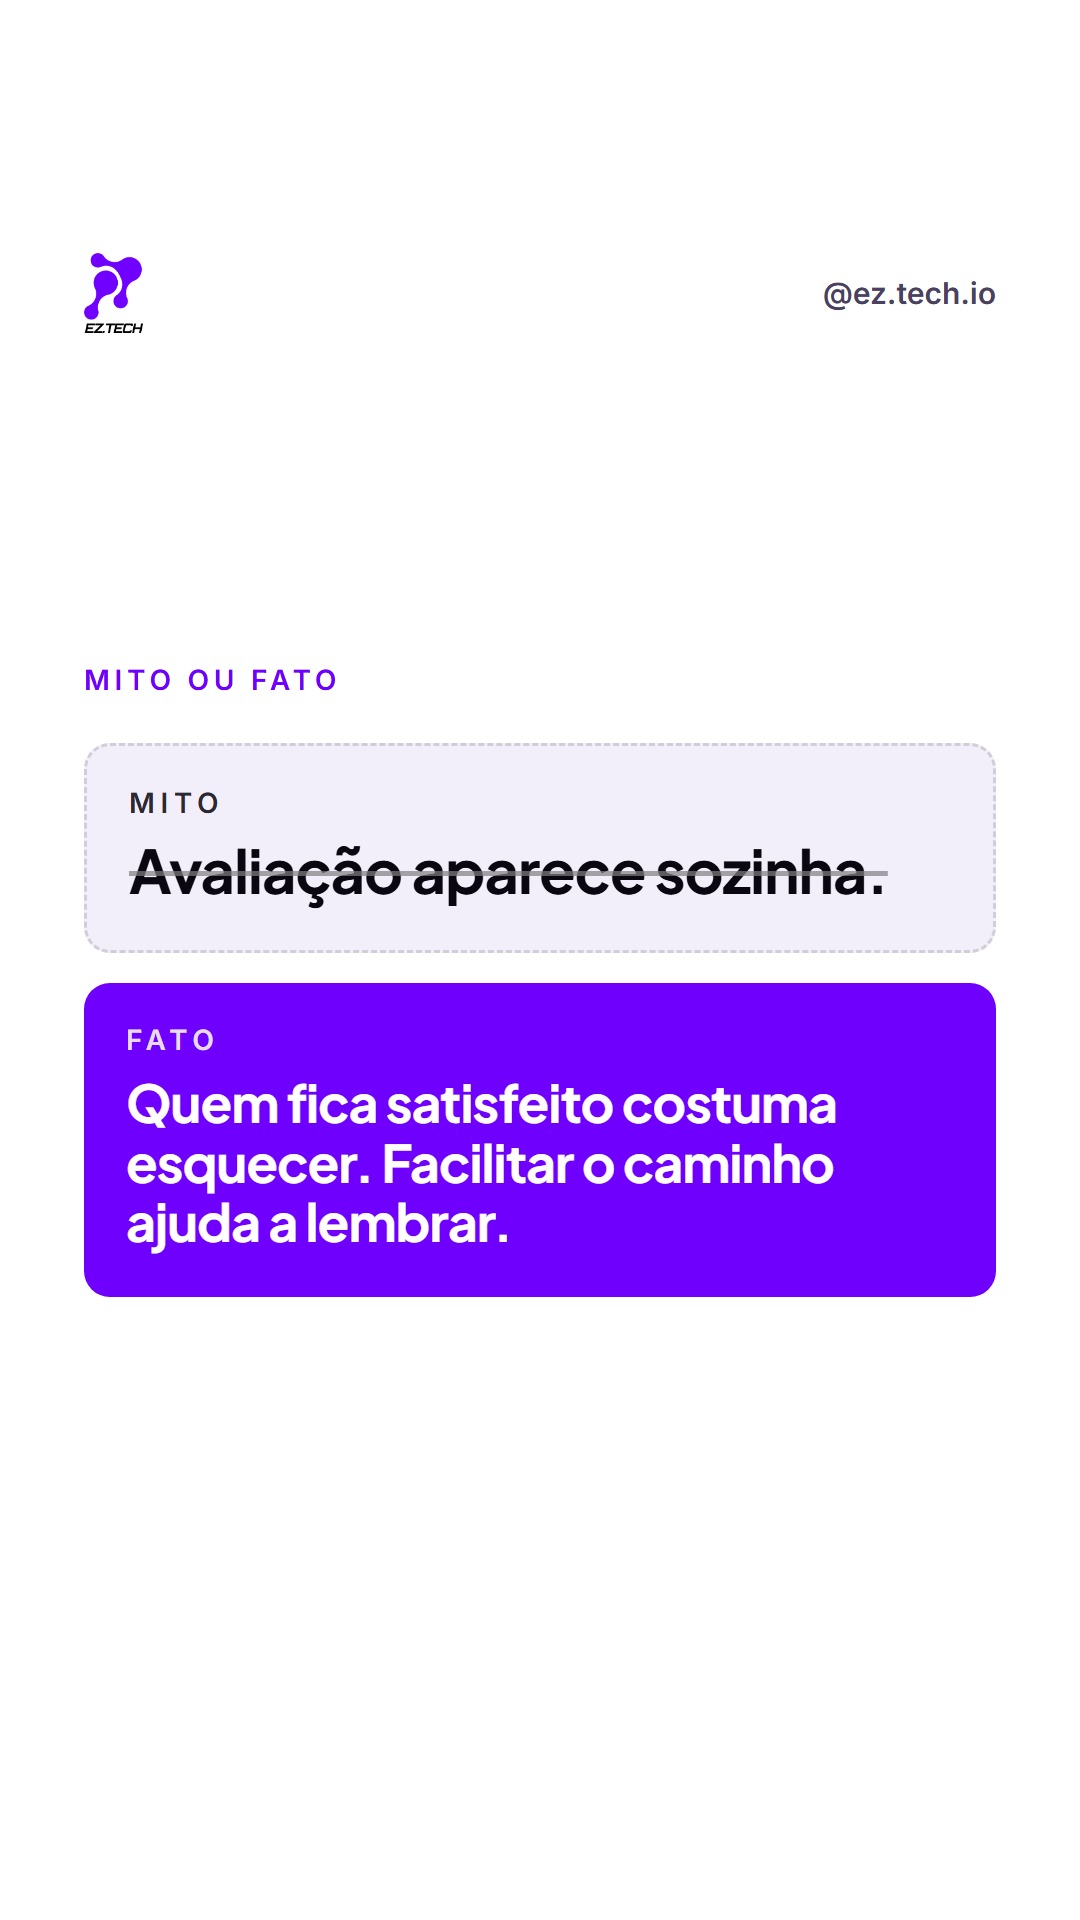 EZ.TECH
@ez.tech.io
MITO OU FATO
MITO
Avaliação aparece sozinha.
FATO
Quem fica satisfeito costuma
esquecer. Facilitar o caminho
ajuda a lembrar.